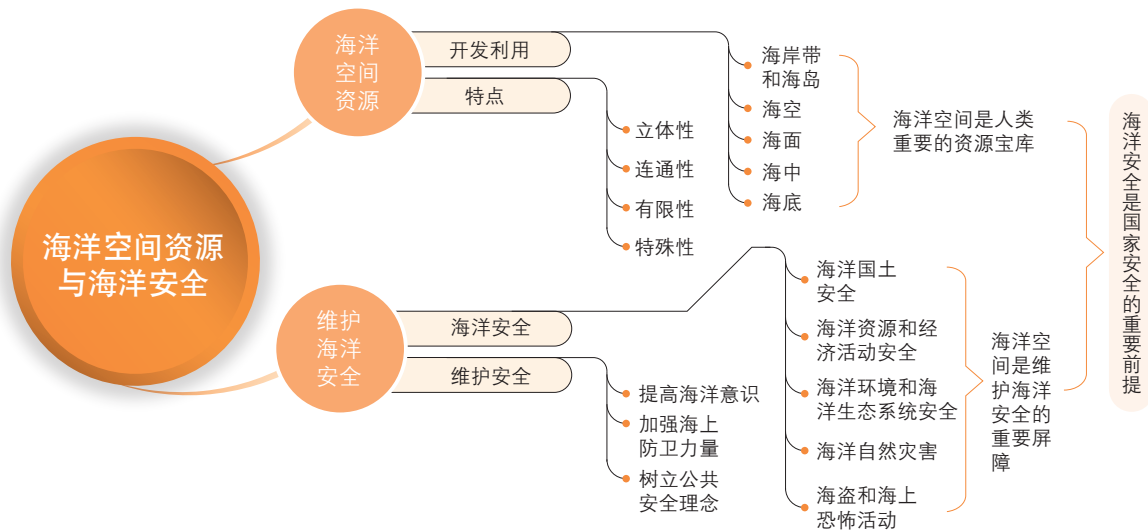 海洋空间资源
与海洋安全
海洋
空间
资源
开发利用
特点
立体性
连通性
有限性
特殊性
海岸带
和海岛
海空
海面
海中
海底
海洋空间是人类
重要的资源宝库
维护
海洋
安全
海洋安全
维护安全
提高海洋意识
加强海上
防卫力量
树立公共
安全理念
海洋国土
安全
海洋资源和经
济活动安全
海洋环境和海
洋生态系统安全
海洋自然灾害
海盗和海上
恐怖活动
海洋空
间是维
护海洋
安全的
重要屏
障
海洋安全是国家安全的重要前提